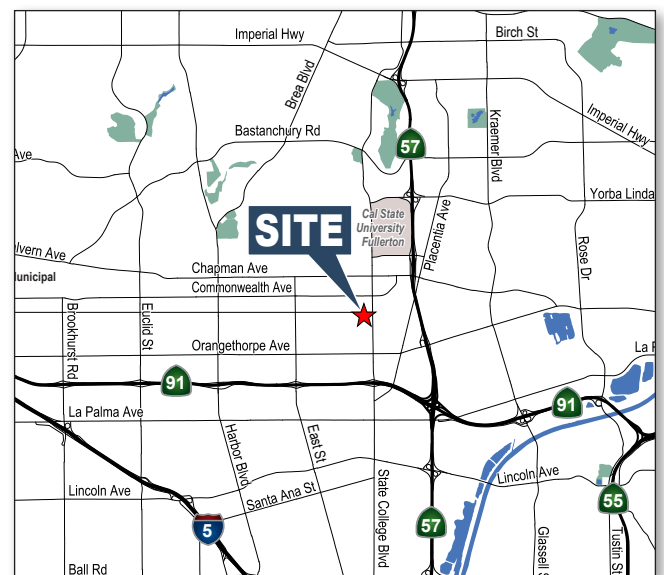 Imperial Hwy
Birch St
Brea Blvd
Imperial Hwy
Kraemer Blvd
Bastanchury Rd
57
Ave
Yorba Linda
Cal State
University
Fullerton
Placentia Ave
SITE
lvern Ave
Rose Dr
Chapman Ave
unicipal
Commonwealth Ave
Brookhurst Rd
Euclid St
Orangethorpe Ave
La P
91
91
La Palma Ave
Harbor Blvd
East St
State College Blvd
Lincoln Ave
Lincoln Ave
Santa Ana St
55
57
5
Glassell S
Tustin St
Ball Rd